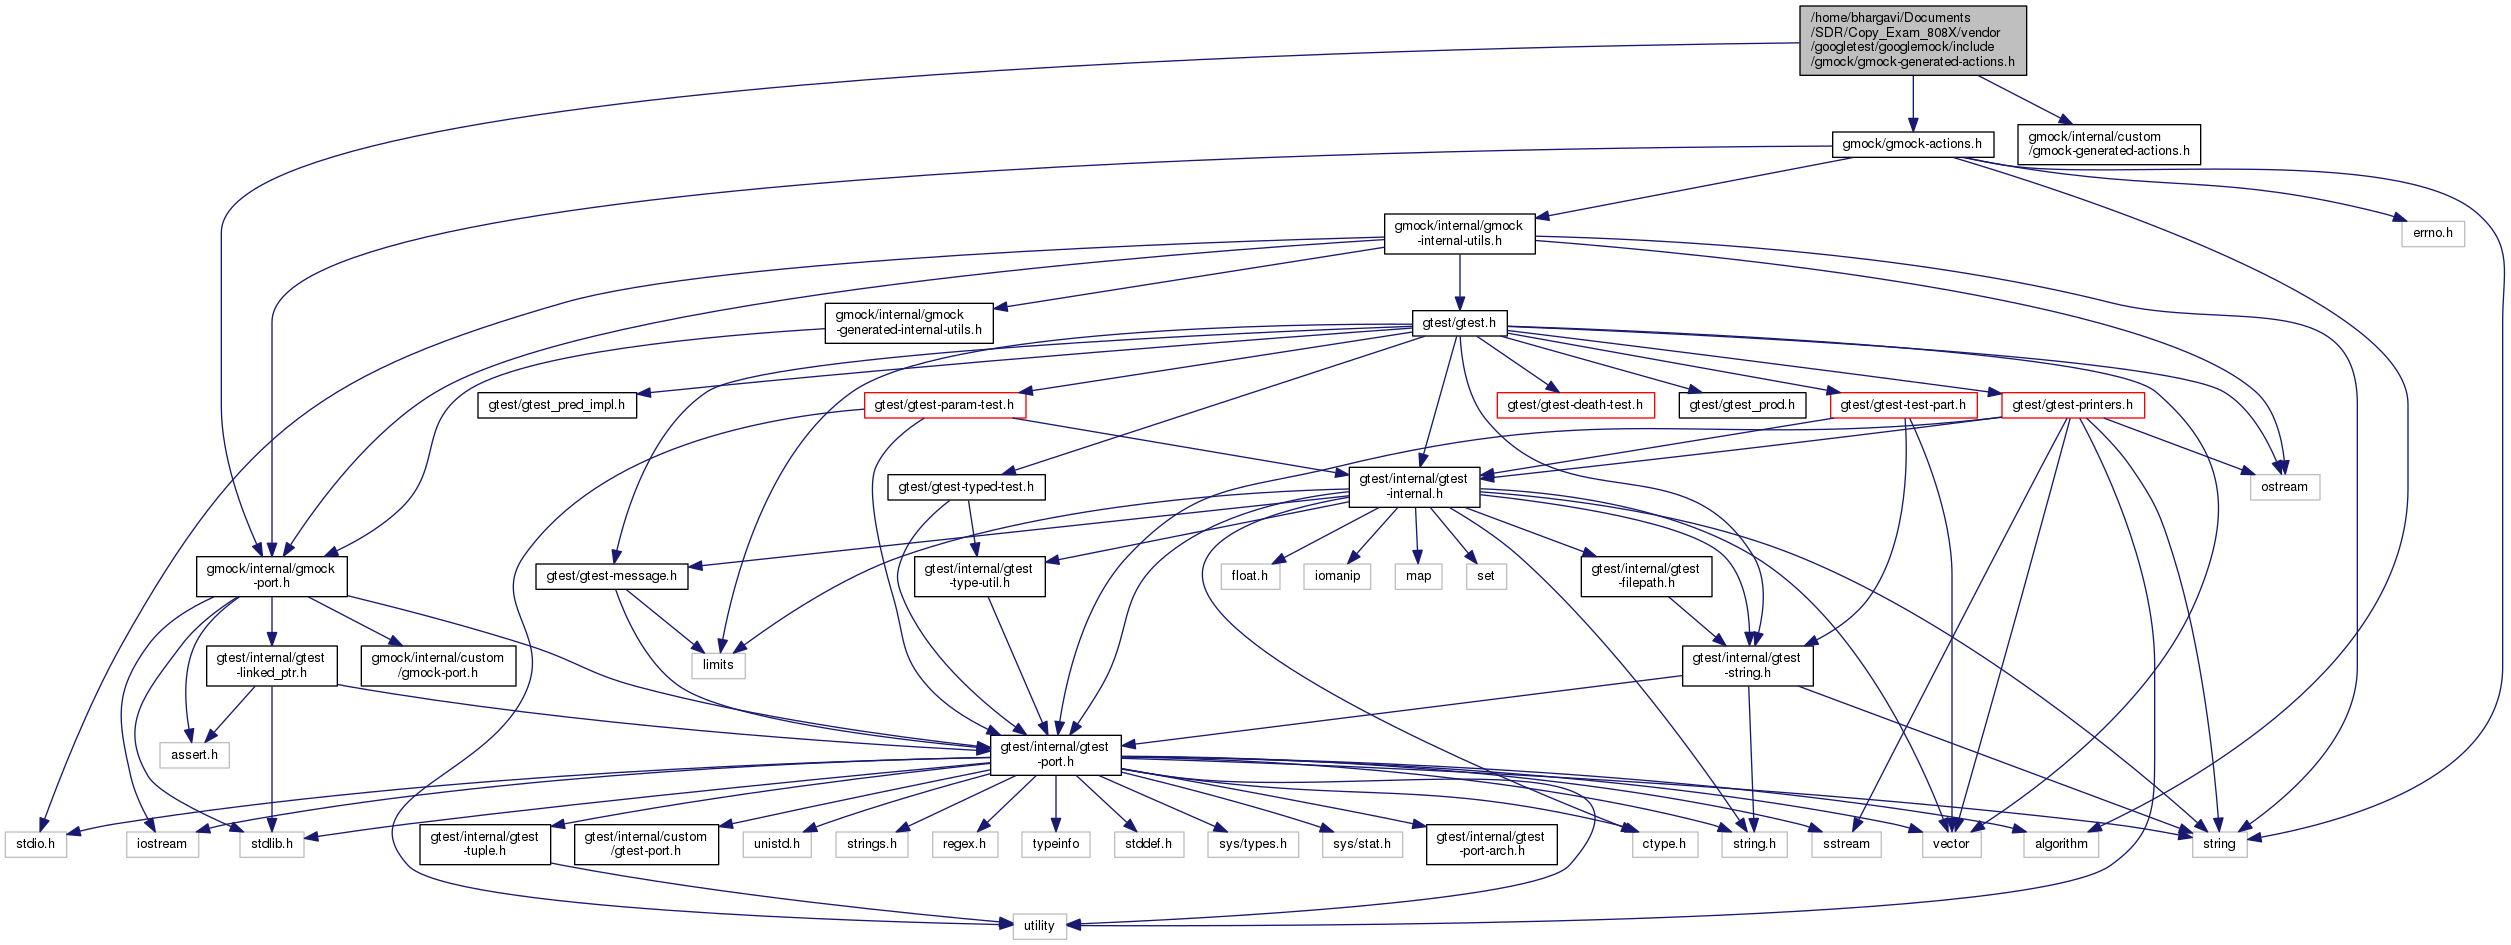 /home/bhargavi/Documents
/SDR/Copy_Exam_808X/vendor
/googletest/googlemock/include
/gmock/gmock-generated-actions.h
gmock/gmock-actions.h
gmock/internal/custom
/gmock-generated-actions.h
gmock/internal/gmock
-internal-utils.h
errno.h
gmock/internal/gmock
-generated-internal-utils.h
gtest/gtest.h
gtest/gtest_pred_impl.h
gtest/gtest-param-test.h
gtest/gtest-death-test.h
gtest/gtest_prod.h
gtest/gtest-test-part.h
gtest/gtest-printers.h
gtest/gtest-typed-test.h
gtest/internal/gtest
-internal.h
ostream
gmock/internal/gmock
-port.h
gtest/gtest-message.h
gtest/internal/gtest
-type-util.h
float.h
iomanip
map
set
gtest/internal/gtest
-filepath.h
gtest/internal/gtest
-linked_ptr.h
gmock/internal/custom
/gmock-port.h
limits
gtest/internal/gtest
-string.h
assert.h
gtest/internal/gtest
-port.h
stdio.h
iostream
stdlib.h
gtest/internal/gtest
-tuple.h
gtest/internal/custom
/gtest-port.h
unistd.h
strings.h
regex.h
typeinfo
stddef.h
sys/types.h
sys/stat.h
gtest/internal/gtest
-port-arch.h
ctype.h
string.h
sstream
vector
algorithm
string
utility